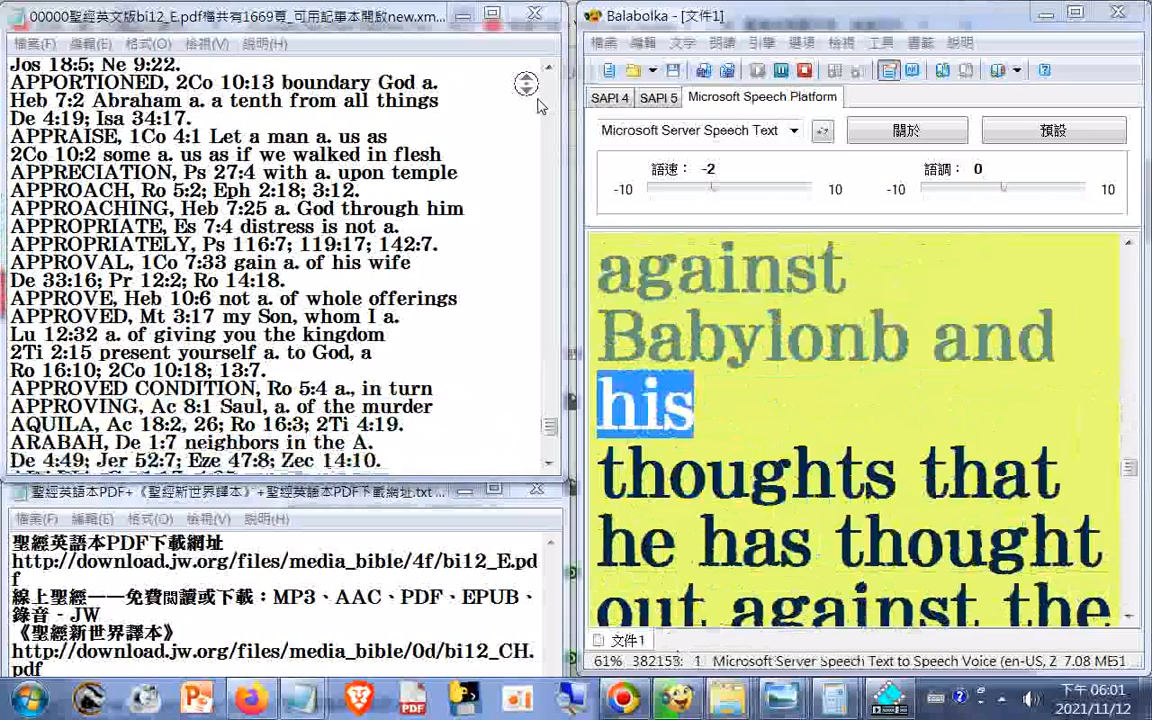 00000聖經英文版bi12_E.pdf檔共有1669頁_可用記事本開啟new.xm...
檔案(F) 編輯(E) 格式(O) 檢視(V) 說明(H)
Jos 18:5; Ne 9:22.
APPORTIONED, 2Co 10:13 boundary God a.
Heb 7:2 Abraham a. a tenth from all things
De 4:19; Isa 34:17.
APPRAISE, 1Co 4:1 Let a man a. us as
2Co 10:2 some a. us as if we walked in flesh
APPRECIATION, Ps 27:4 with a. upon temple
APPROACH, Ro 5:2; Eph 2:18; 3:12.
APPROACHING, Heb 7:25 a. God through him
APPROPRIATE, Es 7:4 distress is not a.
APPROPRIATELY, Ps 116:7; 119:17; 142:7.
APPROVAL, 1Co 7:33 gain a. of his wife
De 33:16; Pr 12:2; Ro 14:18.
APPROVE, Heb 10:6 not a. of whole offerings
APPROVED, Mt 3:17 my Son, whom I a.
Lu 12:32 a. of giving you the kingdom
2Ti 2:15 present yourself a. to God, a
Ro 16:10; 2Co 10:18; 13:7.
APPROVED CONDITION, Ro 5:4 a., in turn
APPROVING, Ac 8:1 Saul, a. of the murder
AQUILA, Ac 18:2, 26; Ro 16:3; 2Ti 4:19.
ARABAH, De 1:7 neighbors in the A.
De 4:49; Jer 52:7; Eze 47:8; Zec 14:10.
聖經英語本PDF+《聖經新世界譯本》+聖經英語本PDF下載網址.txt ...
檔案(F) 編輯(E) 格式(O) 檢視(V) 說明(H)
聖經英語本PDF下載網址
http://download.jw.org/files/media_bible/4f/bi12_E.pd
f
線上聖經——免費閱讀或下載：MP3、AAC、PDF、EPUB、
錄音 - JW
《聖經新世界譯本》
http://download.jw.org/files/media_bible/0d/bi12_CH.
pdf
Balabolka - [文件1]
檔案 編輯 文字 朗讀 引擎 選項 檢視 工具 書籤 說明
SAPI 4 SAPI 5 Microsoft Speech Platform
Microsoft Server Speech Text 關於 預設
語速： -2 語調： 0
-10 10 -10 10
against
Babylonb and
his
thoughts that
he has thought
out against the
文件1
61% 382153: 1 Microsoft Server Speech Text to Speech Voice (en-US, Z 7.08 MB
下午 06:01
2021/11/12